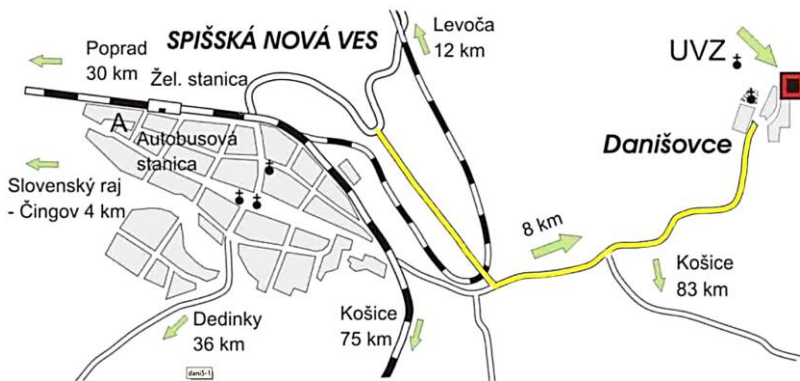 SPIŠSKÁ NOVÁ VES
Levoča
12 km
Poprad
30 km
Žel. stanica
UVZ
A
Autobusová
stanica
Danišovce
Slovenský raj
- Čingov 4 km
8 km
Košice
83 km
Dedinky
36 km
Košice
75 km
daniš-1